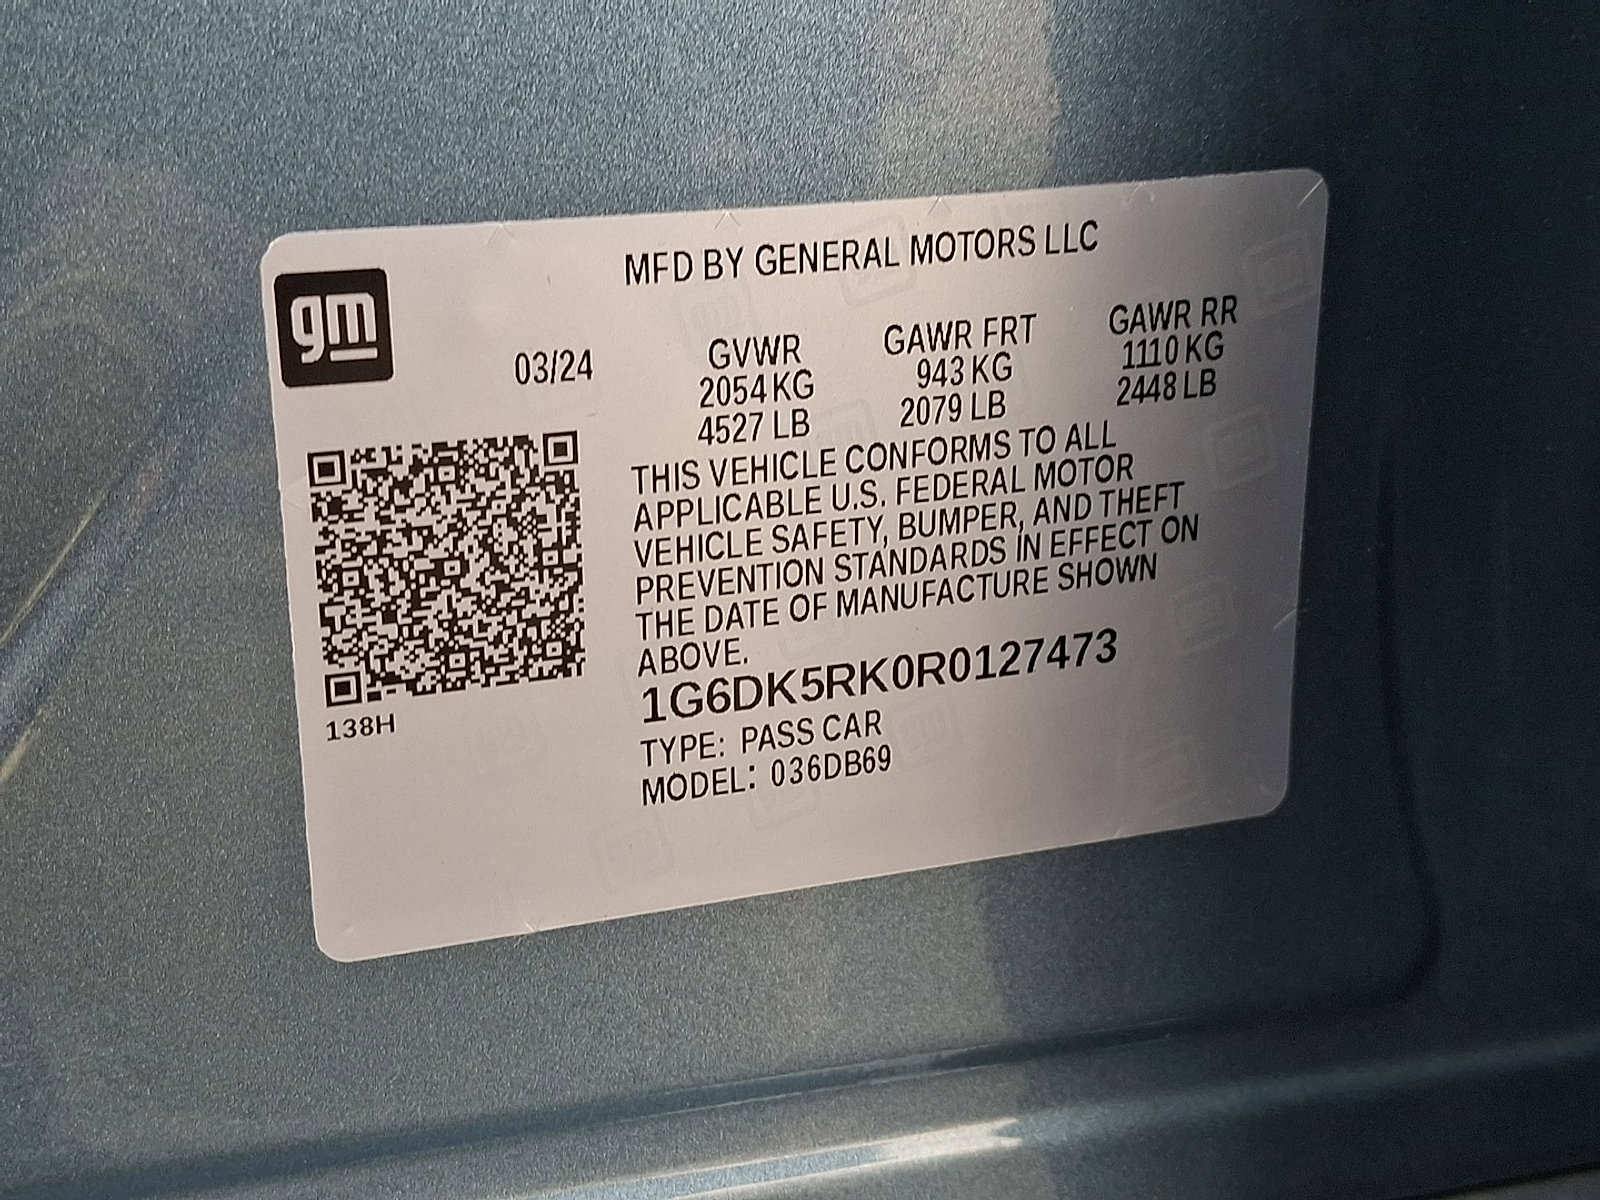 gm
MFD BY GENERAL MOTORS LLC
03/24
GVWR
2054 KG
4527 LB
GAWR FRT
943 KG
2079 LB
GAWR RR
1110 KG
2448 LB
THIS VEHICLE CONFORMS TO ALL
APPLICABLE U.S. FEDERAL MOTOR
VEHICLE SAFETY, BUMPER, AND THEFT
PREVENTION STANDARDS IN EFFECT ON
THE DATE OF MANUFACTURE SHOWN
ABOVE.
1G6DK5RK0R0127473
TYPE: PASS CAR
MODEL: 036DB69
138H